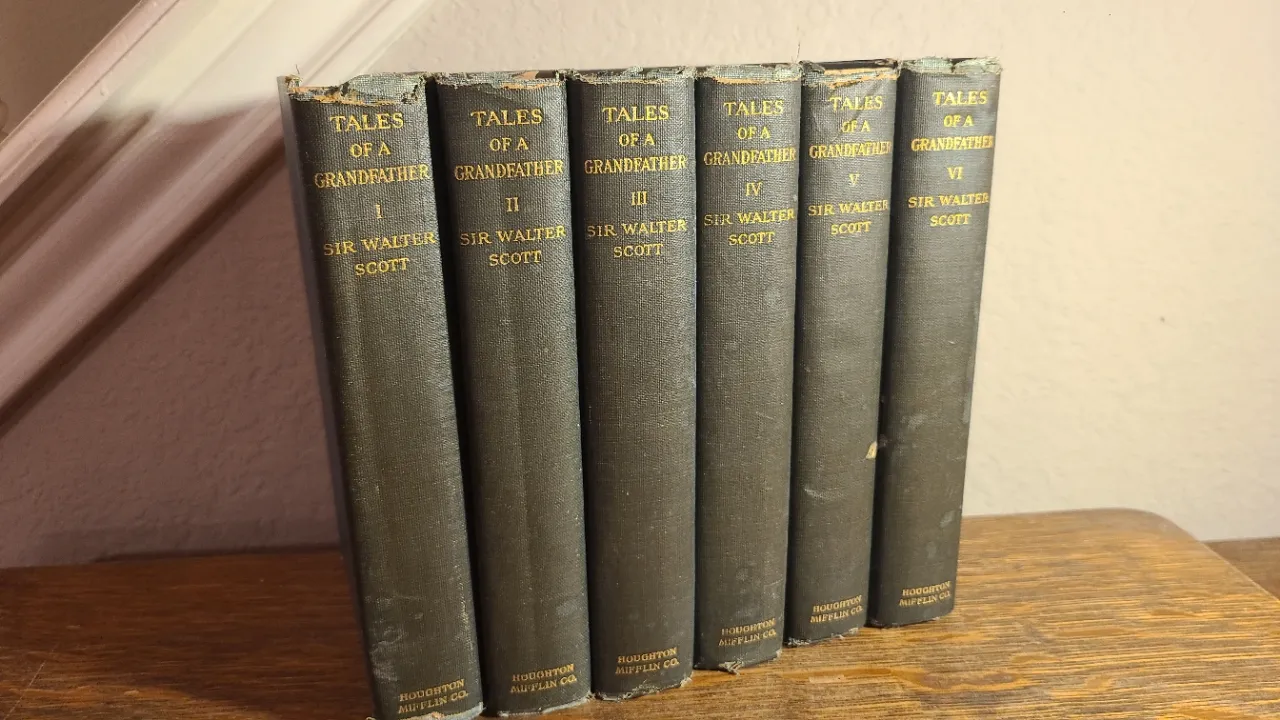 TALES
OF A
GRANDFATHER
I
SIR WALTER
SCOTT
HOUGHTON
MIFFLIN CO.
TALES
OF A
GRANDFATHER
II
SIR WALTER
SCOTT
HOUGHTON
MIFFLIN CO.
TALES
OF A
GRANDFATHER
III
SIR WALTER
SCOTT
HOUGHTON
MIFFLIN CO.
TALES
OF A
GRANDFATHER
IV
SIR WALTER
SCOTT
HOUGHTON
MIFFLIN CO.
TALES
OF A
GRANDFATHER
V
SIR WALTER
SCOTT
HOUGHTON
MIFFLIN CO.
TALES
OF A
GRANDFATHER
VI
SIR WALTER
SCOTT
HOUGHTON
MIFFLIN CO.